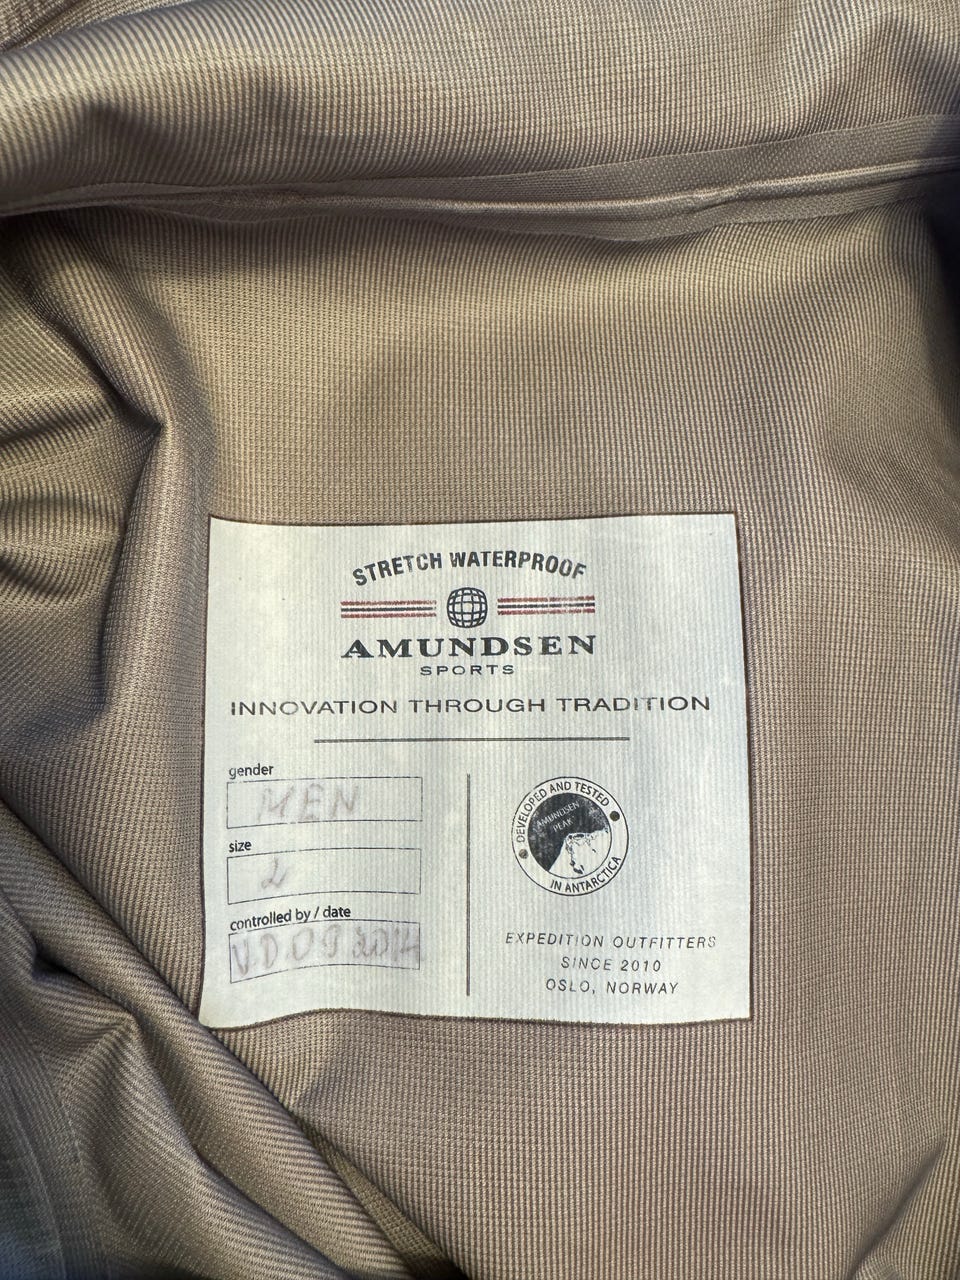 STRETCH WATERPROOF
AMUNDSEN
SPORTS
INNOVATION THROUGH TRADITION
gender
MEN
size
controlled by / date
V.D.09
DEVELOPED AND TESTED
AMUNDSEN
PEAK
IN ANTARCTICA
EXPEDITION OUTFITTERS
SINCE 2010
OSLO, NORWAY